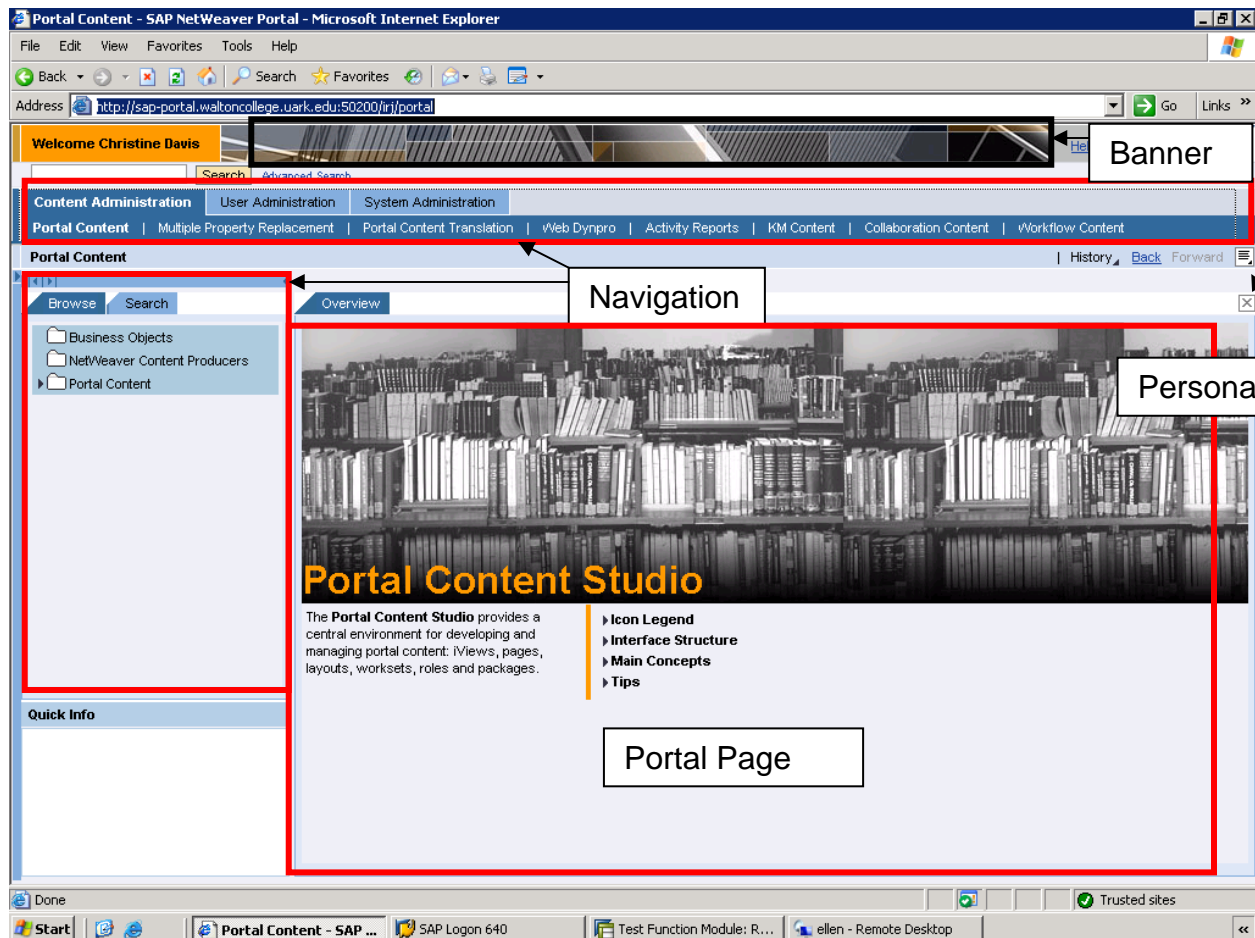 Portal Content - SAP NetWeaver Portal - Microsoft Internet Explorer
File Edit View Favorites Tools Help
Back Search Favorites
Address http://sap-portal.waltoncollege.uark.edu:50200/irj/portal Go Links »
Welcome Christine Davis
Banner
Search Advanced Search
Content Administration User Administration System Administration
Portal Content | Multiple Property Replacement | Portal Content Translation | Web Dynpro | Activity Reports | KM Content | Collaboration Content | Workflow Content
Portal Content | History Back Forward
Navigation
Browse Search Overview
Business Objects
NetWeaver Content Producers
Portal Content
Persona
Portal Content Studio
The Portal Content Studio provides a
central environment for developing and
managing portal content: iViews, pages,
layouts, worksets, roles and packages.
Icon Legend
Interface Structure
Main Concepts
Tips
Quick Info
Portal Page
Done Trusted sites
Start Portal Content - SAP ... SAP Logon 640 Test Function Module: R... ellen - Remote Desktop «